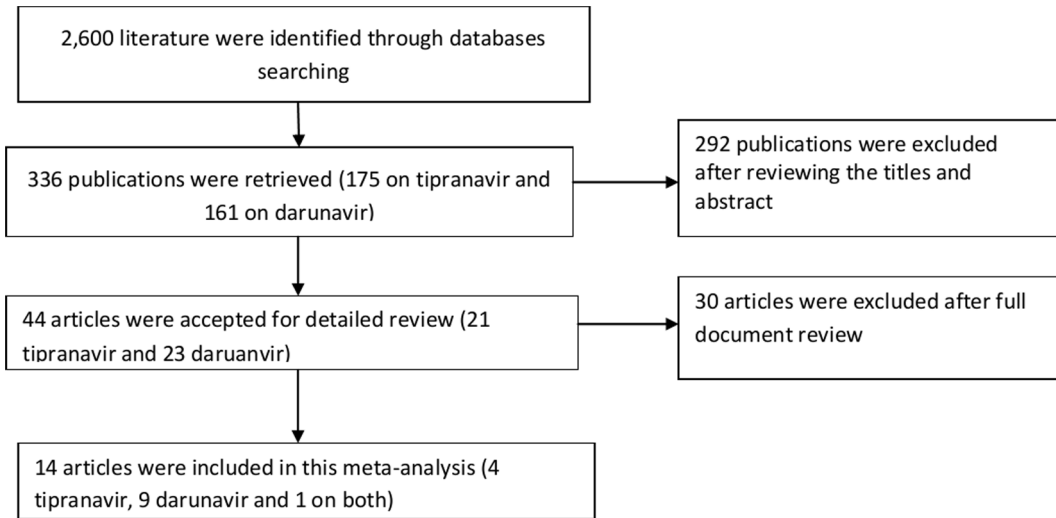 2,600 literature were identified through databases
searching
336 publications were retrieved (175 on tipranavir and
161 on darunavir)
292 publications were excluded
after reviewing the titles and
abstract
44 articles were accepted for detailed review (21
tipranavir and 23 daruanvir)
30 articles were excluded after full
document review
14 articles were included in this meta-analysis (4
tipranavir, 9 darunavir and 1 on both)